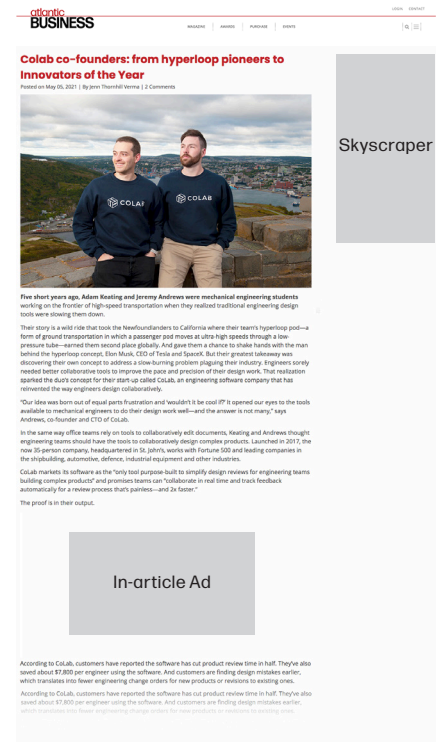 LOGIN CONTACT
atlantic
BUSINESS
MAGAZINE AWARDS PURCHASE EVENTS
Colab co-founders: from hyperloop pioneers to
Innovators of the Year
Posted on May 05, 2021 | By Jenn Thornhill Verma | 2 Comments
COLAB
COLAB
Skyscraper
Five short years ago, Adam Keating and Jeremy Andrews were mechanical engineering students
working on the frontier of high-speed transportation when they realized traditional engineering design
tools were slowing them down.
Their story is a wild ride that took the Newfoundlanders to California where their team's hyperloop pod—a
form of ground transportation in which a passenger pod moves at ultra-high speeds through a low-
pressure tube—earned them second place globally. And gave them a chance to shake hands with the man
behind the hyperloop concept, Elon Musk, CEO of Tesla and SpaceX. But their greatest takeaway was
discovering their own concept to address a slow-burning problem plaguing their industry. Engineers sorely
needed better collaborative tools to improve the pace and precision of their design work. That realization
sparked the duo's concept for their start-up called CoLab, an engineering software company that has
reinvented the way engineers design collaboratively.
"Our idea was born out of equal parts frustration and 'wouldn't it be cool if?' It opened our eyes to the tools
available to mechanical engineers to do their design work well—and the answer is not many," says
Andrews, co-founder and CTO of CoLab.
In the same way office teams rely on tools to collaboratively edit documents, Keating and Andrews thought
engineering teams should have the tools to collaboratively design complex products. Launched in 2017, the
now 35-person company, headquartered in St. John's, works with Fortune 500 and leading companies in
the shipbuilding, automotive, defence, industrial equipment and other industries.
CoLab markets its software as the "only tool purpose-built to simplify design reviews for engineering teams
building complex products" and promises teams can "collaborate in real time and track feedback
automatically for a review process that's painless—and 2x faster."
The proof is in their output.
In-article Ad
According to CoLab, customers have reported the software has cut product review time in half. They've also
saved about $7,800 per engineer using the software. And customers are finding design mistakes earlier,
which translates into fewer engineering change orders for new products or revisions to existing ones.
According to CoLab, customers have reported the software has cut product review time in half. They've also
saved about $7,800 per engineer using the software. And customers are finding design mistakes earlier,
which translates into fewer engineering change orders for new products or revisions to existing ones.